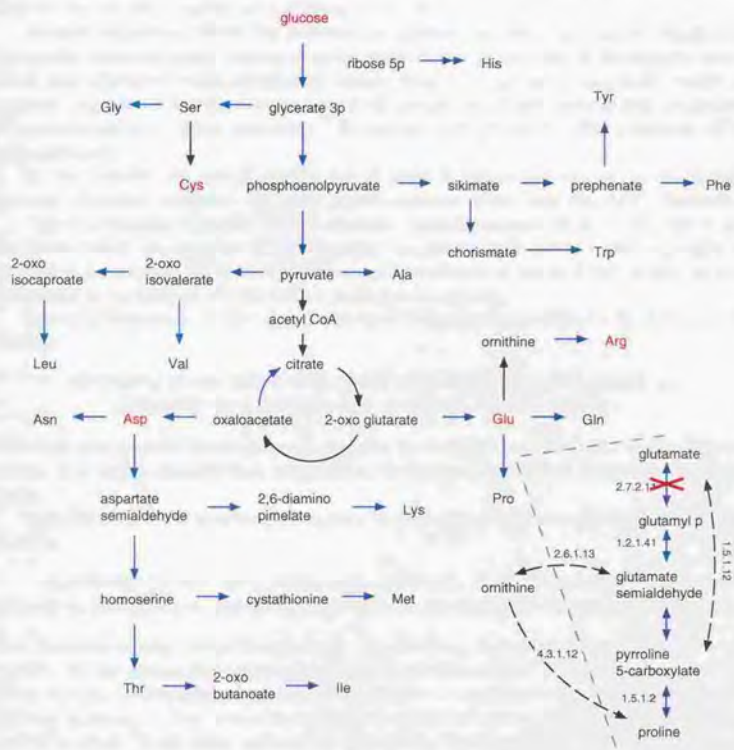 glucose
ribose 5p
His
Tyr
Gly
Ser
glycerate 3p
Cys
phosphoenolpyruvate
sikimate
prephenate
Phe
chorismate
Trp
2-oxo
isocaproate
2-oxo
isovalerate
pyruvate
Ala
acetyl CoA
Leu
Val
citrate
ornithine
Arg
Asn
Asp
oxaloacetate
2-oxo glutarate
Glu
Gln
Pro
aspartate
semialdehyde
2,6-diamino
pimelate
Lys
homoserine
cystathionine
Met
Thr
2-oxo
butanoate
Ile
glutamate
2.7.2.11
glutamyl p
1.2.1.41
1.5.1.12
2.6.1.13
ornithine
glutamate
semialdehyde
4.3.1.12
pyrroline
5-carboxylate
1.5.1.2
proline